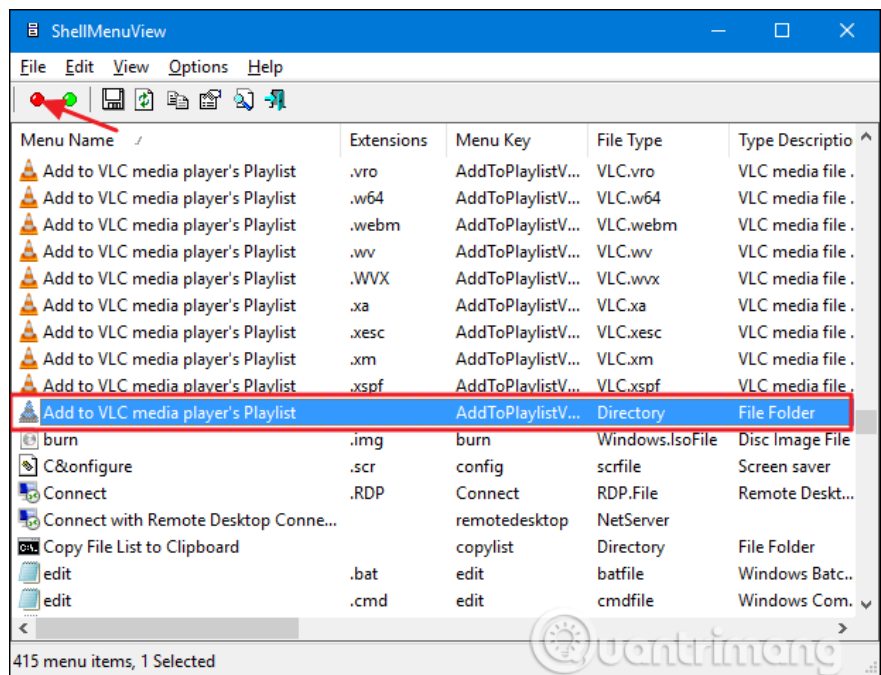 ShellMenuView
File Edit View Options Help
Menu Name Extensions Menu Key File Type Type Descriptio
Add to VLC media player's Playlist .vro AddToPlaylistV... VLC.vro VLC media file .
Add to VLC media player's Playlist .w64 AddToPlaylistV... VLC.w64 VLC media file .
Add to VLC media player's Playlist .webm AddToPlaylistV... VLC.webm VLC media file .
Add to VLC media player's Playlist .wv AddToPlaylistV... VLC.wv VLC media file .
Add to VLC media player's Playlist .WVX AddToPlaylistV... VLC.wvx VLC media file .
Add to VLC media player's Playlist .xa AddToPlaylistV... VLC.xa VLC media file .
Add to VLC media player's Playlist .xesc AddToPlaylistV... VLC.xesc VLC media file .
Add to VLC media player's Playlist .xm AddToPlaylistV... VLC.xm VLC media file .
Add to VLC media player's Playlist .xspf AddToPlaylistV... VLC.xspf VLC media file .
Add to VLC media player's Playlist AddToPlaylistV... Directory File Folder
burn .img burn Windows.IsoFile Disc Image File
C&onfigure .scr config scrfile Screen saver
Connect .RDP Connect RDP.File Remote Deskt...
Connect with Remote Desktop Conne... remotedesktop NetServer
Copy File List to Clipboard copylist Directory File Folder
edit .bat edit batfile Windows Batc..
edit .cmd edit cmdfile Windows Com.
415 menu items, 1 Selected
Quantrimang